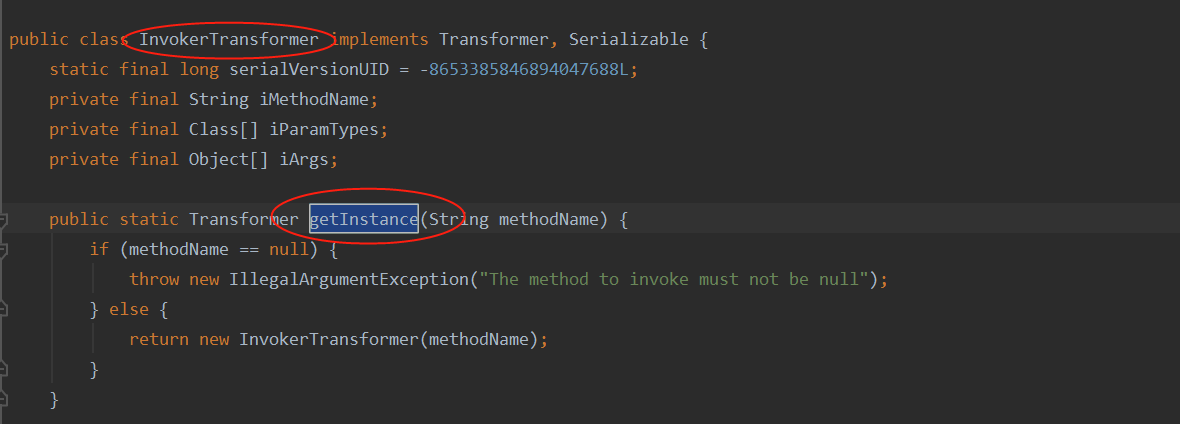 public class InvokerTransformer implements Transformer, Serializable {
static final long serialVersionUID = -8653385846894047688L;
private final String iMethodName;
private final Class[] iParamTypes;
private final Object[] iArgs;
public static Transformer getInstance(String methodName) {
if (methodName == null) {
throw new IllegalArgumentException("The method to invoke must not be null");
} else {
return new InvokerTransformer(methodName);
}
}